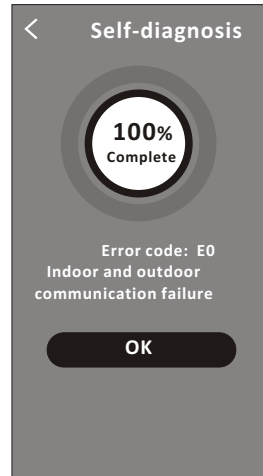 Self-diagnosis
100%
Complete
Error code: E0
Indoor and outdoor
communication failure
OK